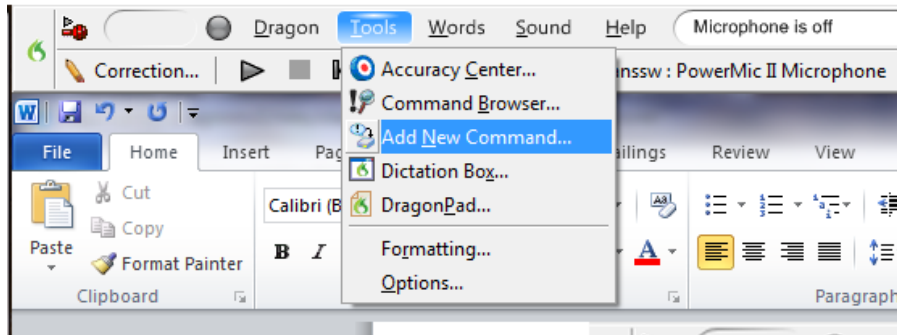 Dragon Tools Words Sound Help Microphone is off
Correction... Accuracy Center... nssw : PowerMic II Microphone
Command Browser...
W
Add New Command...
File Home Insert Pag ailings Review View
Dictation Box...
Cut
Calibri (B DragonPad...
Copy
Paste Format Painter B I Formatting... A
Options...
Clipboard Paragraph